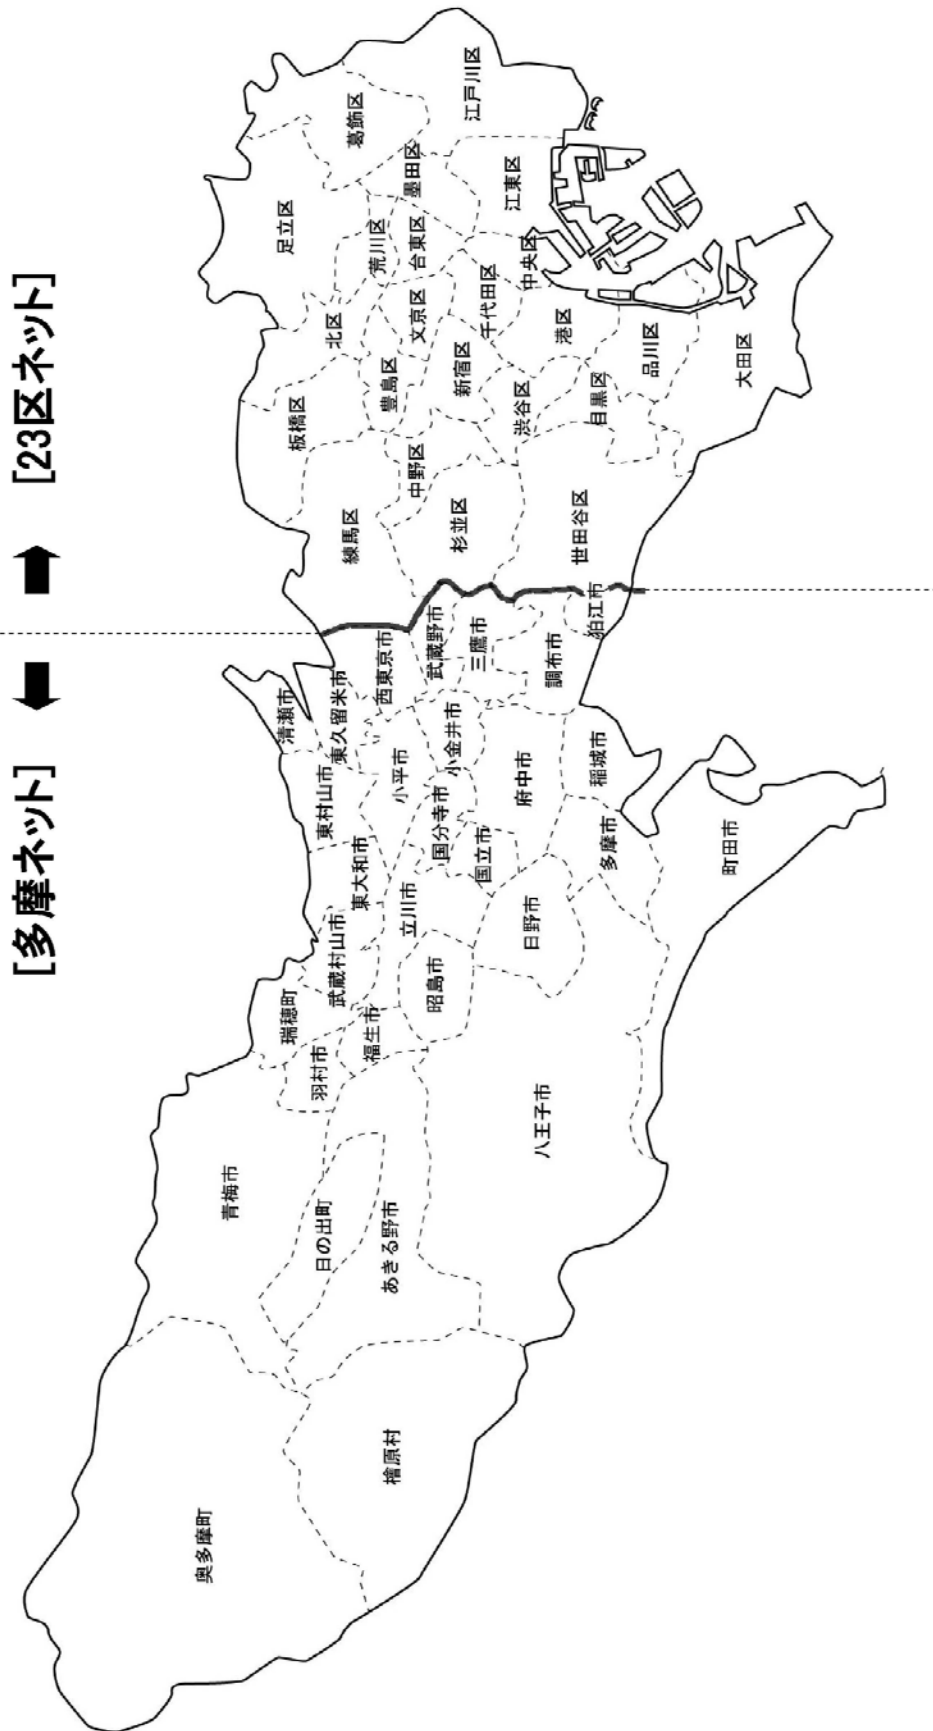 [多摩ネット]
[23区ネット]
奥多摩町
檜原村
青梅市
日の出町
あきる野市
八王子市
瑞穂町
羽村市
福生市
武蔵村山市
昭島市
東大和市
立川市
日野市
東村山市
国分寺市
国立市
多摩市
町田市
清瀬市
東久留米市
小平市
小金井市
府中市
稲城市
西東京市
武蔵野市
三鷹市
調布市
狛江市
練馬区
杉並区
世田谷区
板橋区
中野区
北区
豊島区
新宿区
渋谷区
目黒区
品川区
大田区
足立区
荒川区
文京区
台東区
千代田区
中央区
港区
葛飾区
墨田区
江東区
江戸川区